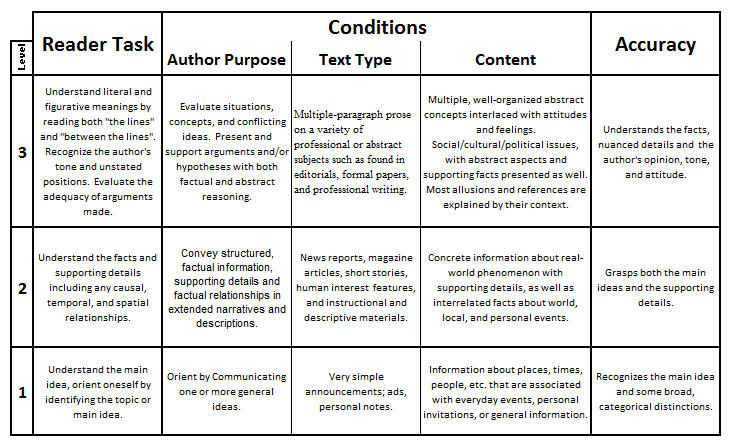 Level
Reader Task
Conditions
Accuracy
Author Purpose
Text Type
Content
3
Understand literal and
figurative meanings by
reading both "the lines"
and "between the lines".
Recognize the author's
tone and unstated
positions. Evaluate the
adequacy of arguments
made.
Evaluate situations,
concepts, and conflicting
ideas. Present and
support arguments and/or
hypotheses with both
factual and abstract
reasoning.
Multiple-paragraph prose
on a variety of
professional or abstract
subjects such as found in
editorials, formal papers,
and professional writing.
Multiple, well-organized abstract
concepts interlaced with attitudes
and feelings.
Social/cultural/political issues,
with abstract aspects and
supporting facts presented as well.
Most allusions and references are
explained by their context.
Understands the facts,
nuanced details and the
author's opinion, tone,
and attitude.
2
Understand the facts and
supporting details
including any causal,
temporal, and spatial
relationships.
Convey structured,
factual information,
supporting details and
factual relationships in
extended narratives and
descriptions.
News reports, magazine
articles, short stories,
human interest features,
and instructional and
descriptive materials.
Concrete information about real-
world phenomenon with
supporting details, as well as
interrelated facts about world,
local, and personal events.
Grasps both the main
ideas and the supporting
details.
1
Understand the main
idea, orient oneself by
identifying the topic or
main idea.
Orient by Communicating
one or more general
ideas.
Very simple
announcements; ads,
personal notes.
Information about places, times,
people, etc. that are associated
with everyday events, personal
invitations, or general information.
Recognizes the main idea
and some broad,
categorical distinctions.